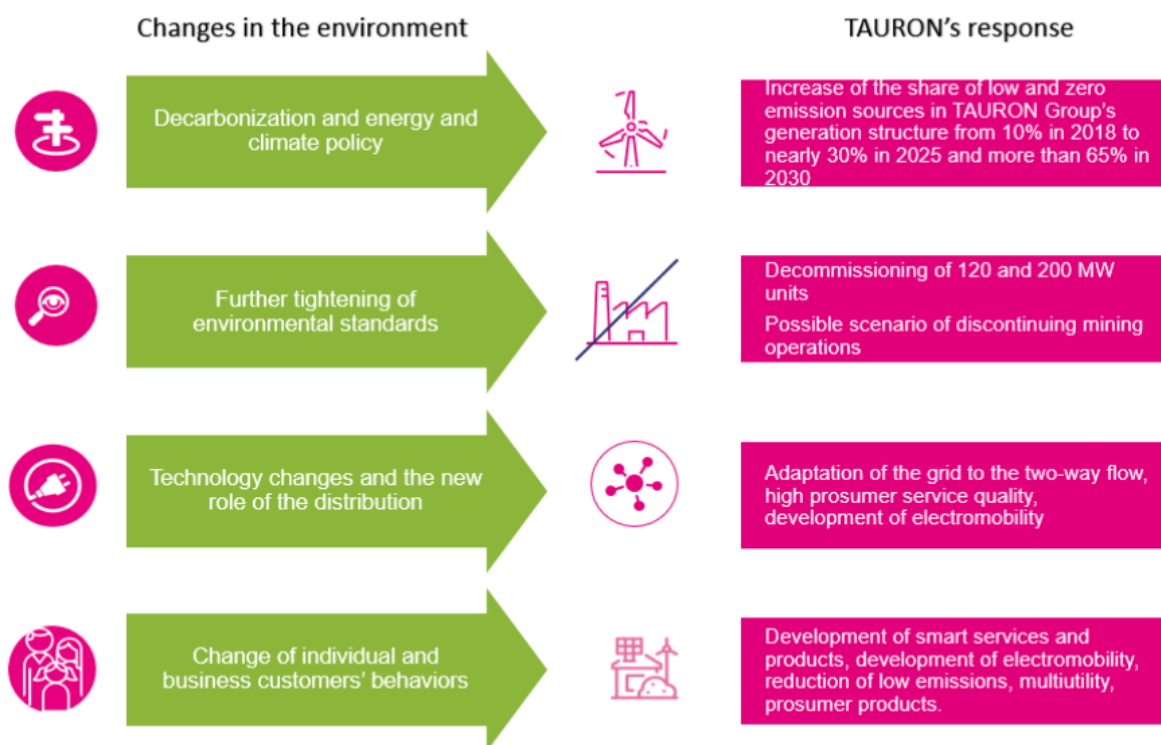 Changes in the environment
TAURON's response
Decarbonization and energy and
climate policy
Increase of the share of low and zero
emission sources in TAURON Group's
generation structure from 10% in 2018 to
nearly 30% in 2025 and more than 65% in
2030
Further tightening of
environmental standards
Decommissioning of 120 and 200 MW
units
Possible scenario of discontinuing mining
operations
Technology changes and the new
role of the distribution
Adaptation of the grid to the two-way flow,
high prosumer service quality,
development of electromobility
Change of individual and
business customers' behaviors
Development of smart services and
products, development of electromobility,
reduction of low emissions, multiutility,
prosumer products.